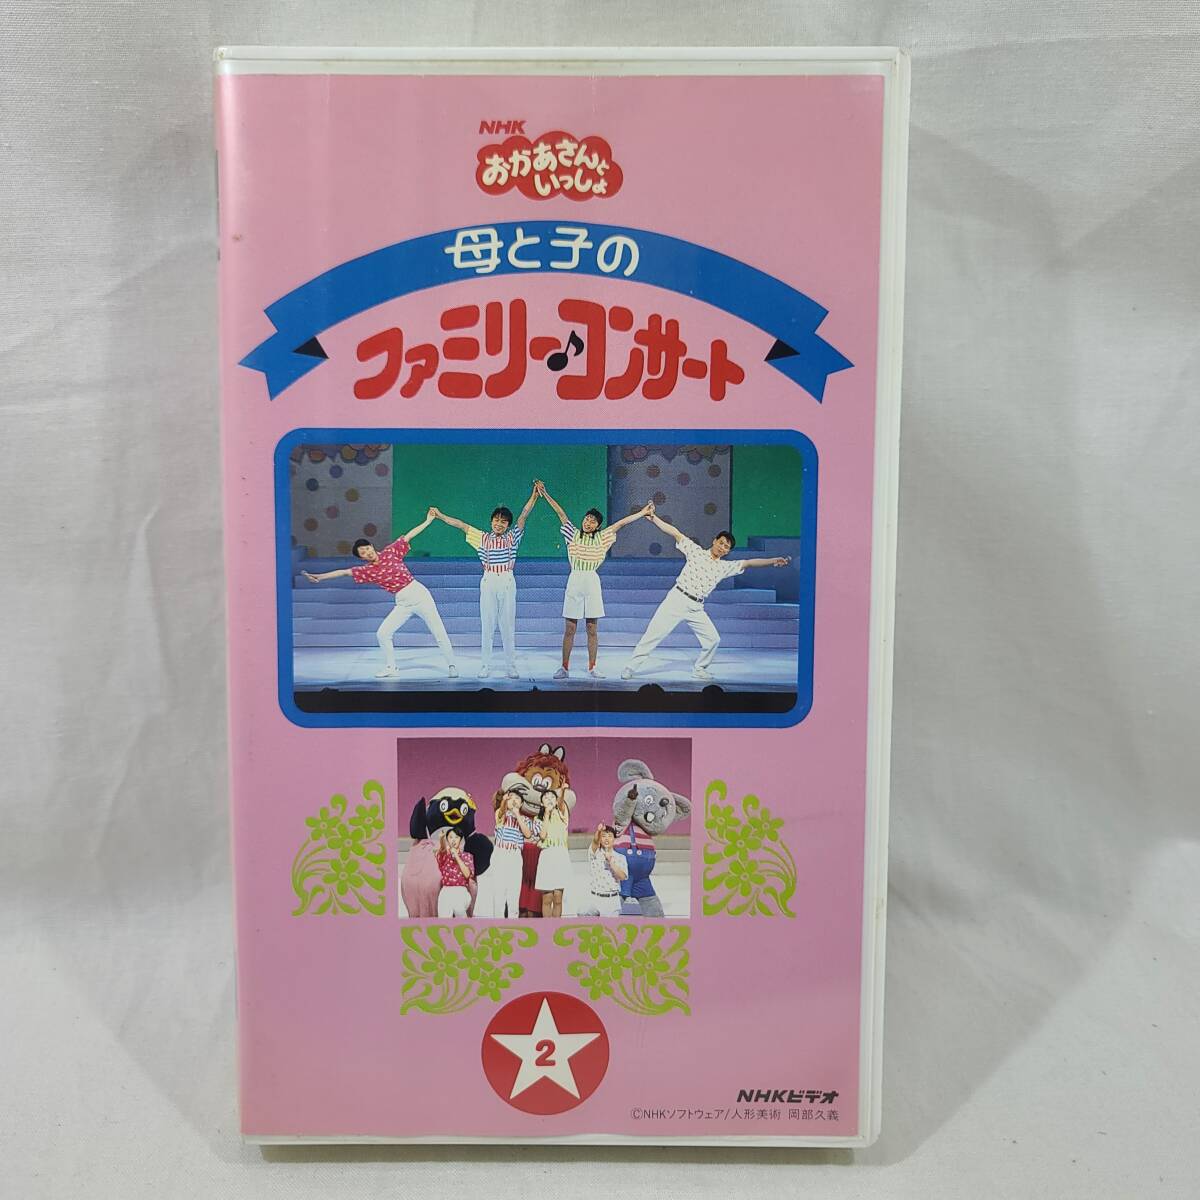 NHK
おかあさんと
いっしょ
母と子の
ファミリーコンサート
2
NHKビデオ
©NHKソフトウェア/人形美術 岡部久義